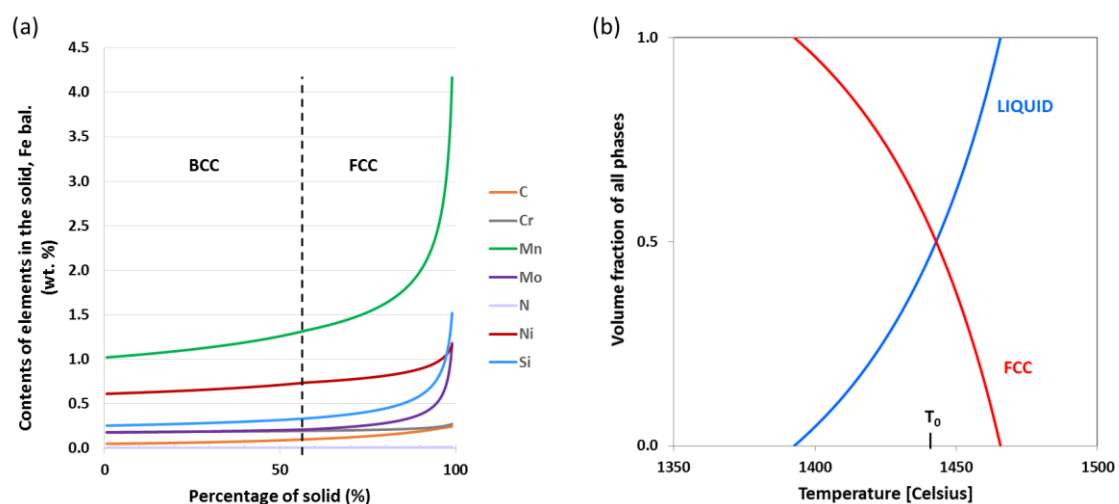 (a)
4.5
4.0
3.5
3.0
2.5
2.0
1.5
1.0
0.5
0.0
Contents of elements in the solid, Fe bal.
(wt. %)
BCC
FCC
0
50
100
Percentage of solid (%)
C
Cr
Mn
Mo
N
Ni
Si
(b)
1.0
0.5
0.0
Volume fraction of all phases
LIQUID
FCC
T₀
1350
1400
1450
1500
Temperature [Celsius]